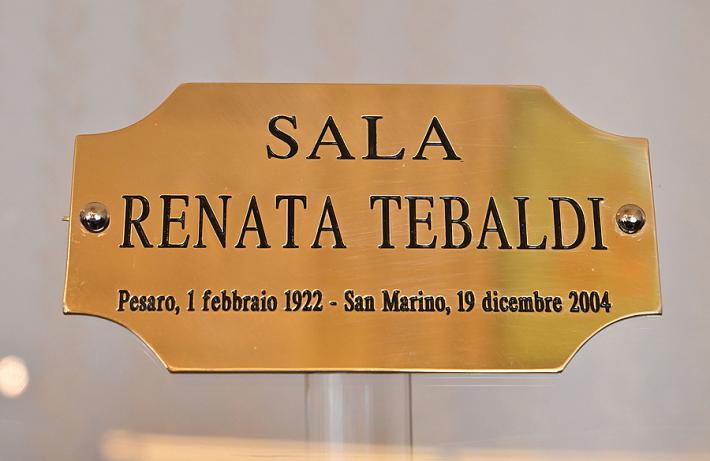 SALA
RENATA TEBALDI
Pesaro, 1 febbraio 1922 - San Marino, 19 dicembre 2004